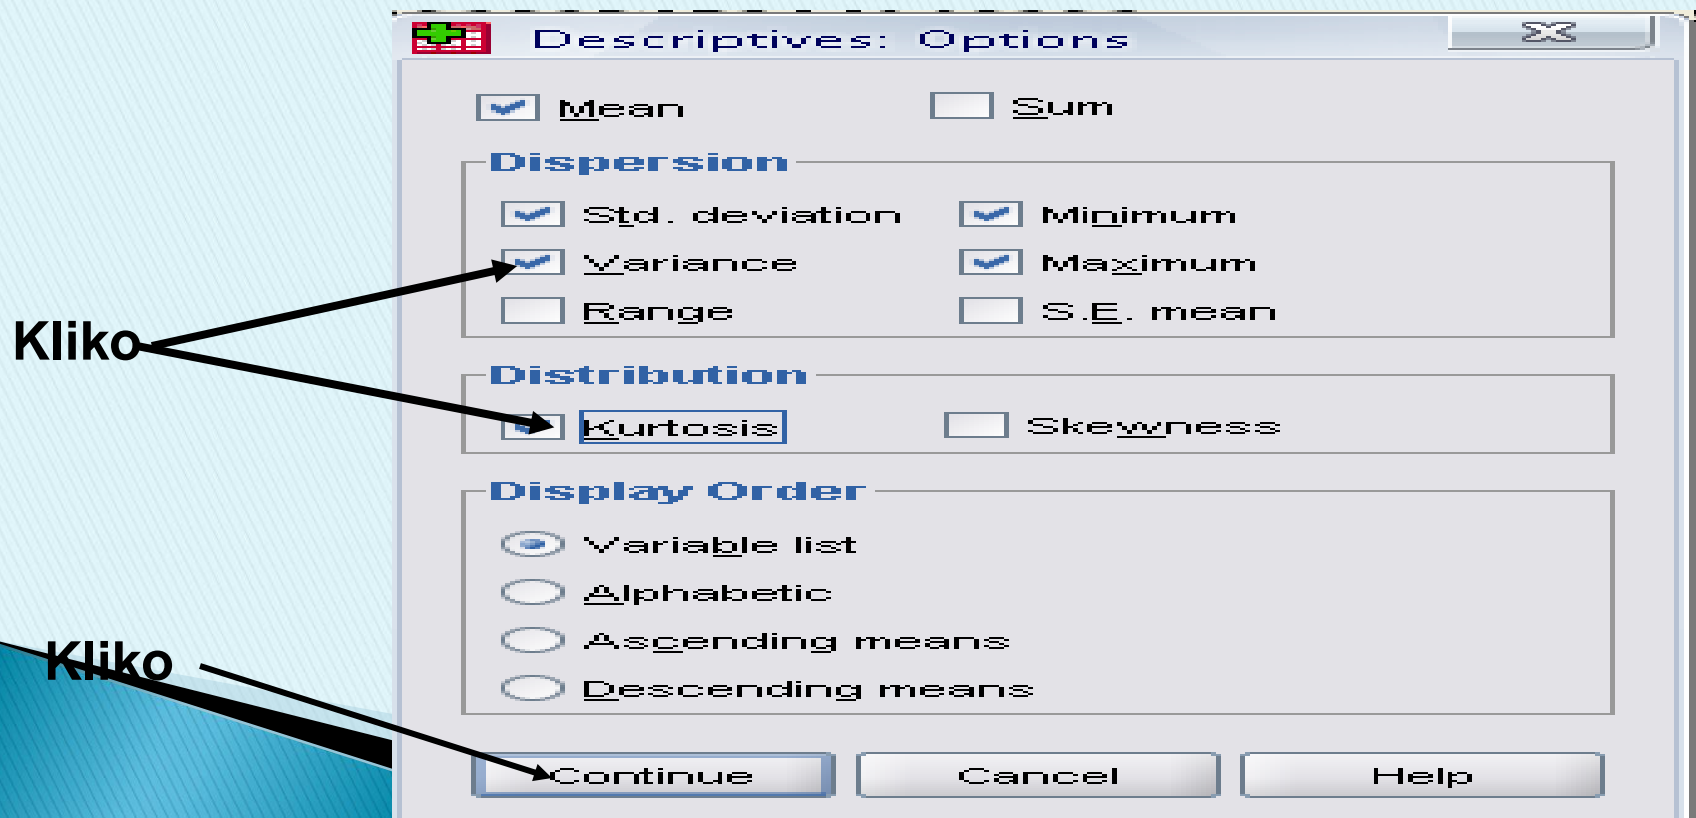 Descriptives: Options
Mean Sum
Dispersion
Std. deviation Minimum
Variance Maximum
Range S.E. mean
Kliko
Distribution
Kurtosis Skewness
Display Order
Variable list
Alphabetic
Ascending means
Kliko
Descending means
Continue Cancel Help